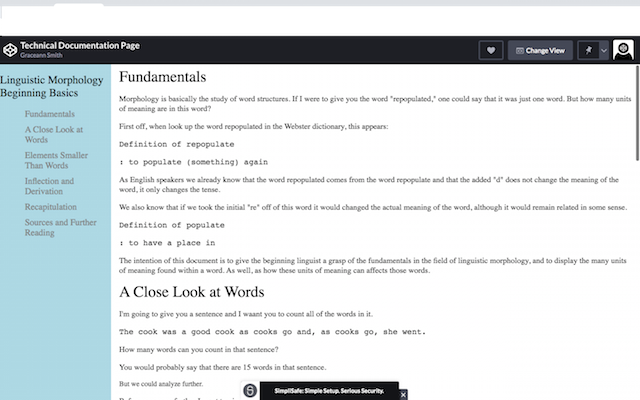 Technical Documentation Page
Graceann Smith
Change View
Linguistic Morphology
Beginning Basics
Fundamentals
A Close Look at
Words
Elements Smaller
Than Words
Inflection and
Derivation
Recapitulation
Sources and Further
Reading
Fundamentals
Morphology is basically the study of word structures. If I were to give you the word "repopulated," one could say that it was just one word. But how many units
of meaning are in this word?
First off, when look up the word repopulated in the Webster dictionary, this appears:
Definition of repopulate
: to populate (something) again
As English speakers we already know that the word repopulated comes from the word repopulate and that the added "d" does not change the meaning of the
word, it only changes the tense.
We also know that if we took the initial "re" off of this word it would changed the actual meaning of the word, although it would remain related in some sense.
Definition of populate
: to have a place in
The intention of this document is to give the beginning linguist a grasp of the fundamentals in the field of linguistic morphology, and to display the many units
of meaning found within a word. As well, as how these units of meaning can affects those words.
A Close Look at Words
I'm going to give you a sentence and I waant you to count all of the words in it.
The cook was a good cook as cooks go and, as cooks go, she went.
How many words can you count in that sentence?
You would probably say that there are 15 words in that sentence.
But we could analyze further.
SimpliSafe: Simple Setup. Serious Security.